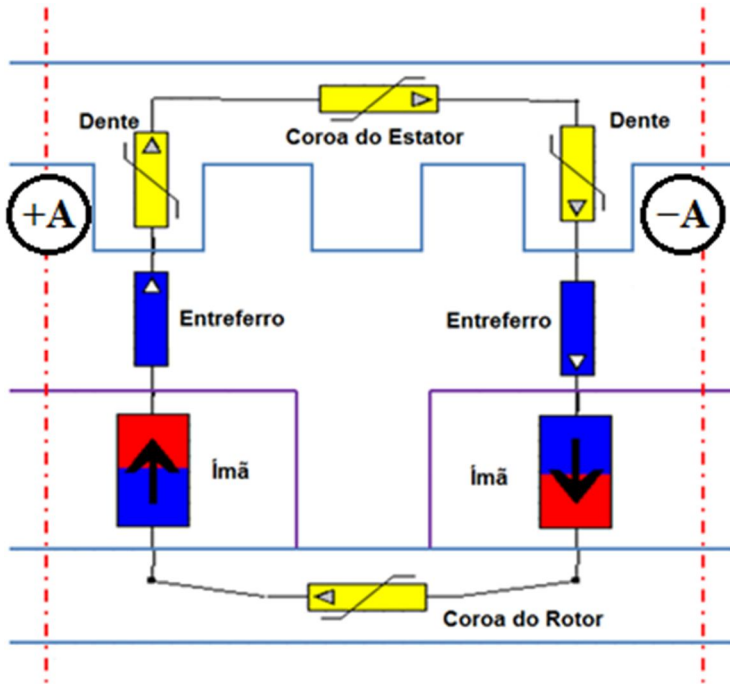 Dente
Coroa do Estator
Dente
+A
−A
Entreferro
Entreferro
Ímã
Ímã
Coroa do Rotor